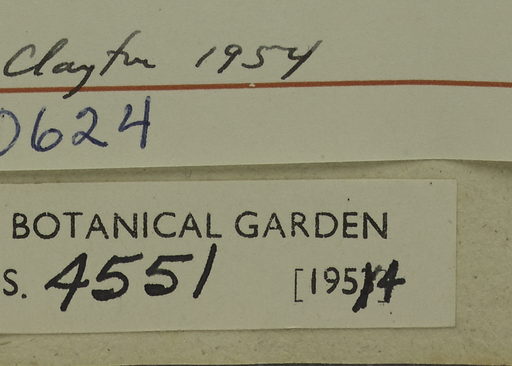 Clayton 1954
0624
BOTANICAL GARDEN
S. 4551 [1954]